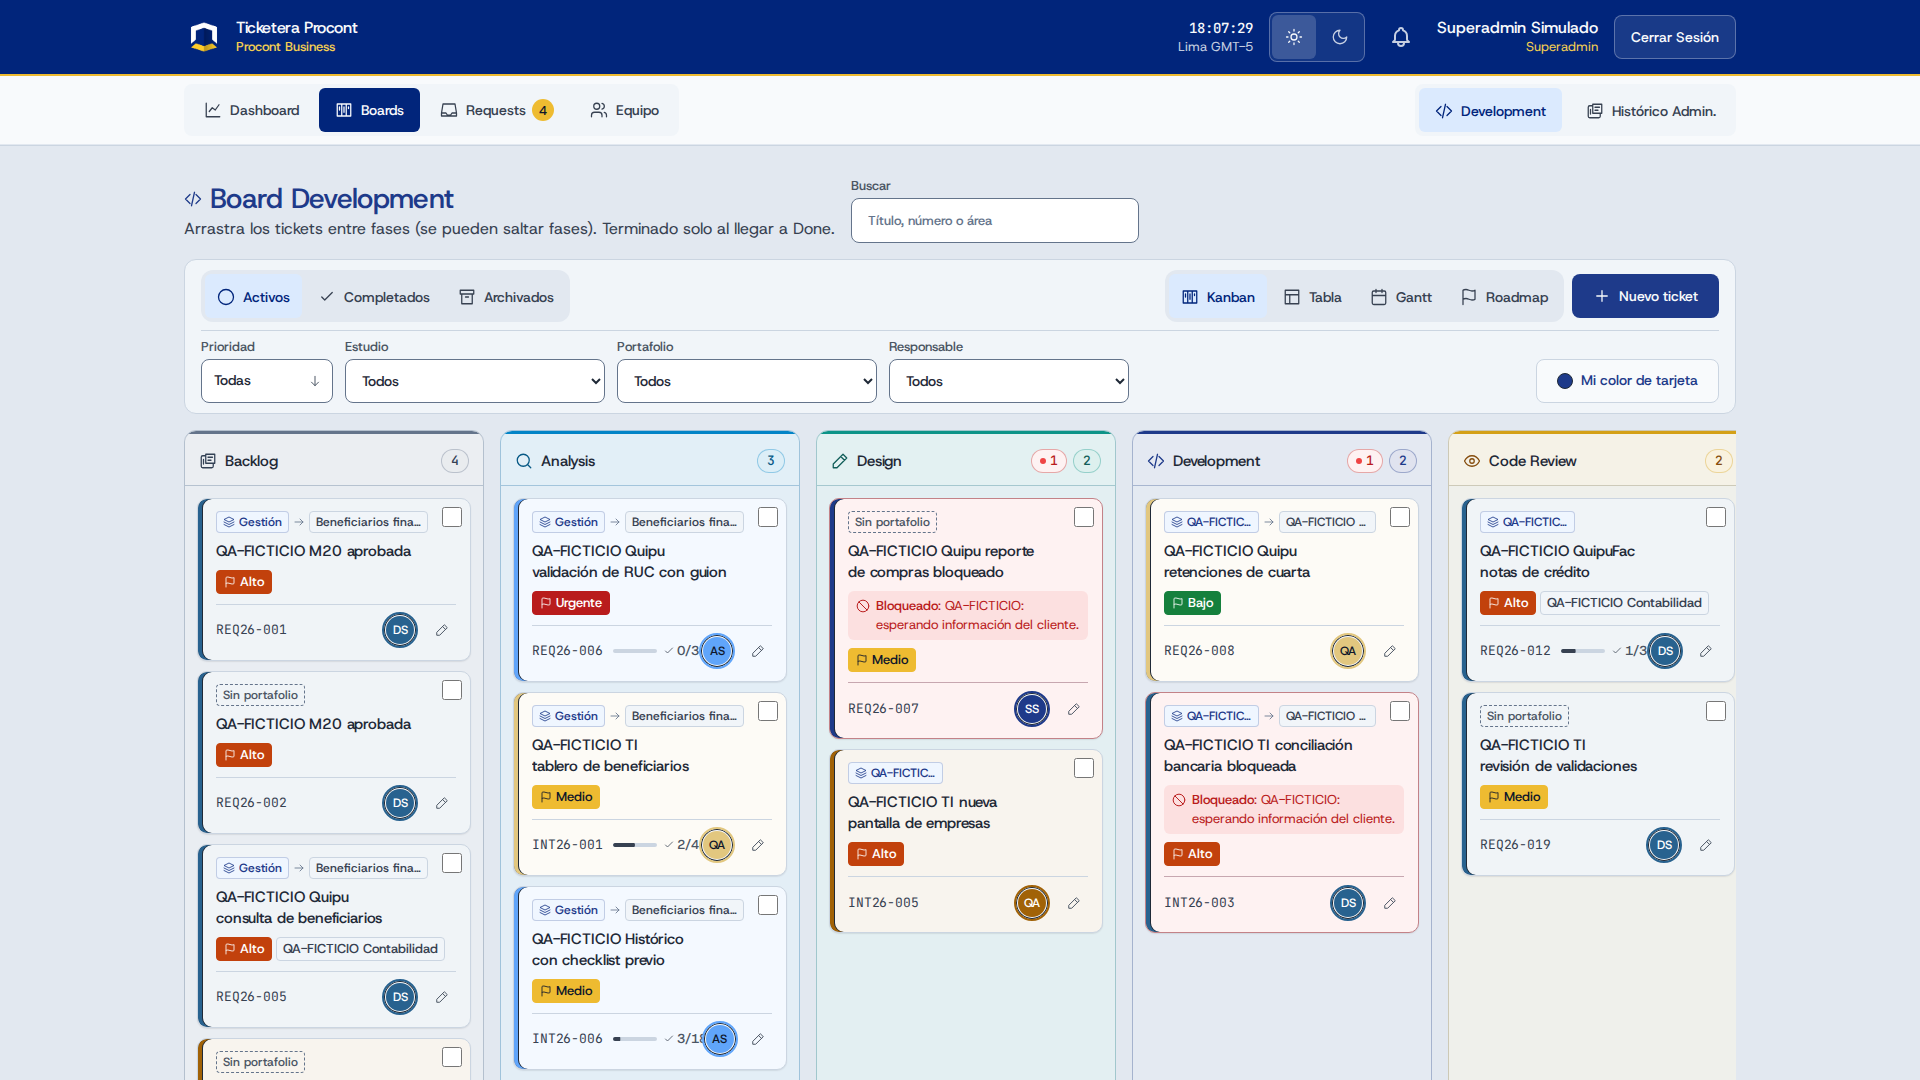 Ticketera Procont
Procont Business
18:07:29
Lima GMT-5
Superadmin Simulado
Superadmin
Cerrar Sesión
Dashboard
Boards
Requests 4
Equipo
Development
Histórico Admin.
Board Development
Arrastra los tickets entre fases (se pueden saltar fases). Terminado solo al llegar a Done.
Buscar
Título, número o área
Activos
Completados
Archivados
Kanban
Tabla
Gantt
Roadmap
Nuevo ticket
Prioridad
Todas
Estudio
Todos
Portafolio
Todos
Responsable
Todos
Mi color de tarjeta
Backlog 4
Gestión → Beneficiarios fina...
QA-FICTICIO M20 aprobada
Alto
REQ26-001 DS
Sin portafolio
QA-FICTICIO M20 aprobada
Alto
REQ26-002 DS
Gestión → Beneficiarios fina...
QA-FICTICIO Quipu
consulta de beneficiarios
Alto QA-FICTICIO Contabilidad
REQ26-005 DS
Sin portafolio
Analysis 3
Gestión → Beneficiarios fina...
QA-FICTICIO Quipu
validación de RUC con guion
Urgente
REQ26-006 0/3 AS
Gestión → Beneficiarios fina...
QA-FICTICIO TI
tablero de beneficiarios
Medio
INT26-001 2/4 QA
Gestión → Beneficiarios fina...
QA-FICTICIO Histórico
con checklist previo
Medio
INT26-006 AS
Design 1 2
Sin portafolio
QA-FICTICIO Quipu reporte
de compras bloqueado
Bloqueado: QA-FICTICIO:
esperando información del cliente.
Medio
REQ26-007 SS
QA-FICTIC...
QA-FICTICIO TI nueva
pantalla de empresas
Alto
INT26-005 QA
Development 1 2
QA-FICTIC... → QA-FICTICIO ...
QA-FICTICIO Quipu
retenciones de cuarta
Bajo
REQ26-008 QA
QA-FICTIC... → QA-FICTICIO ...
QA-FICTICIO TI conciliación
bancaria bloqueada
Bloqueado: QA-FICTICIO:
esperando información del cliente.
Alto
INT26-003 DS
Code Review 2
QA-FICTIC...
QA-FICTICIO QuipuFac
notas de crédito
Alto QA-FICTICIO Contabilidad
REQ26-012 1/3 DS
Sin portafolio
QA-FICTICIO TI
revisión de validaciones
Medio
REQ26-019 DS